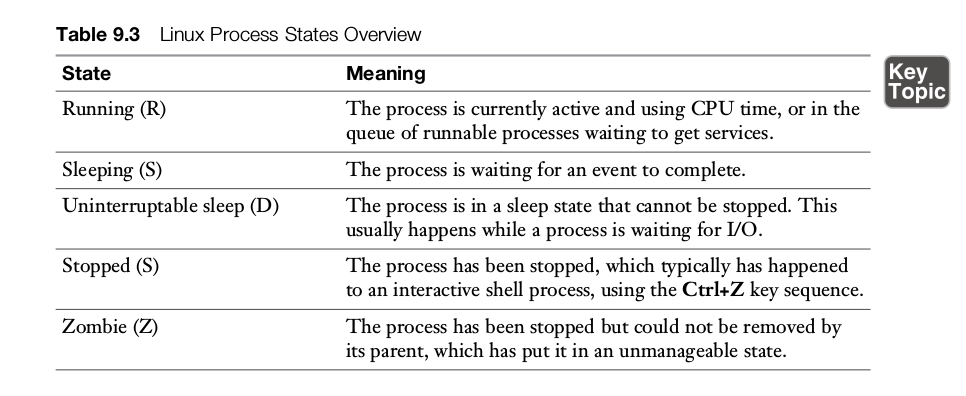 Table 9.3 Linux Process States Overview
State Meaning
Key
Topic
Running (R) The process is currently active and using CPU time, or in the
queue of runnable processes waiting to get services.
Sleeping (S) The process is waiting for an event to complete.
Uninterruptable sleep (D) The process is in a sleep state that cannot be stopped. This
usually happens while a process is waiting for I/O.
Stopped (S) The process has been stopped, which typically has happened
to an interactive shell process, using the Ctrl+Z key sequence.
Zombie (Z) The process has been stopped but could not be removed by
its parent, which has put it in an unmanageable state.